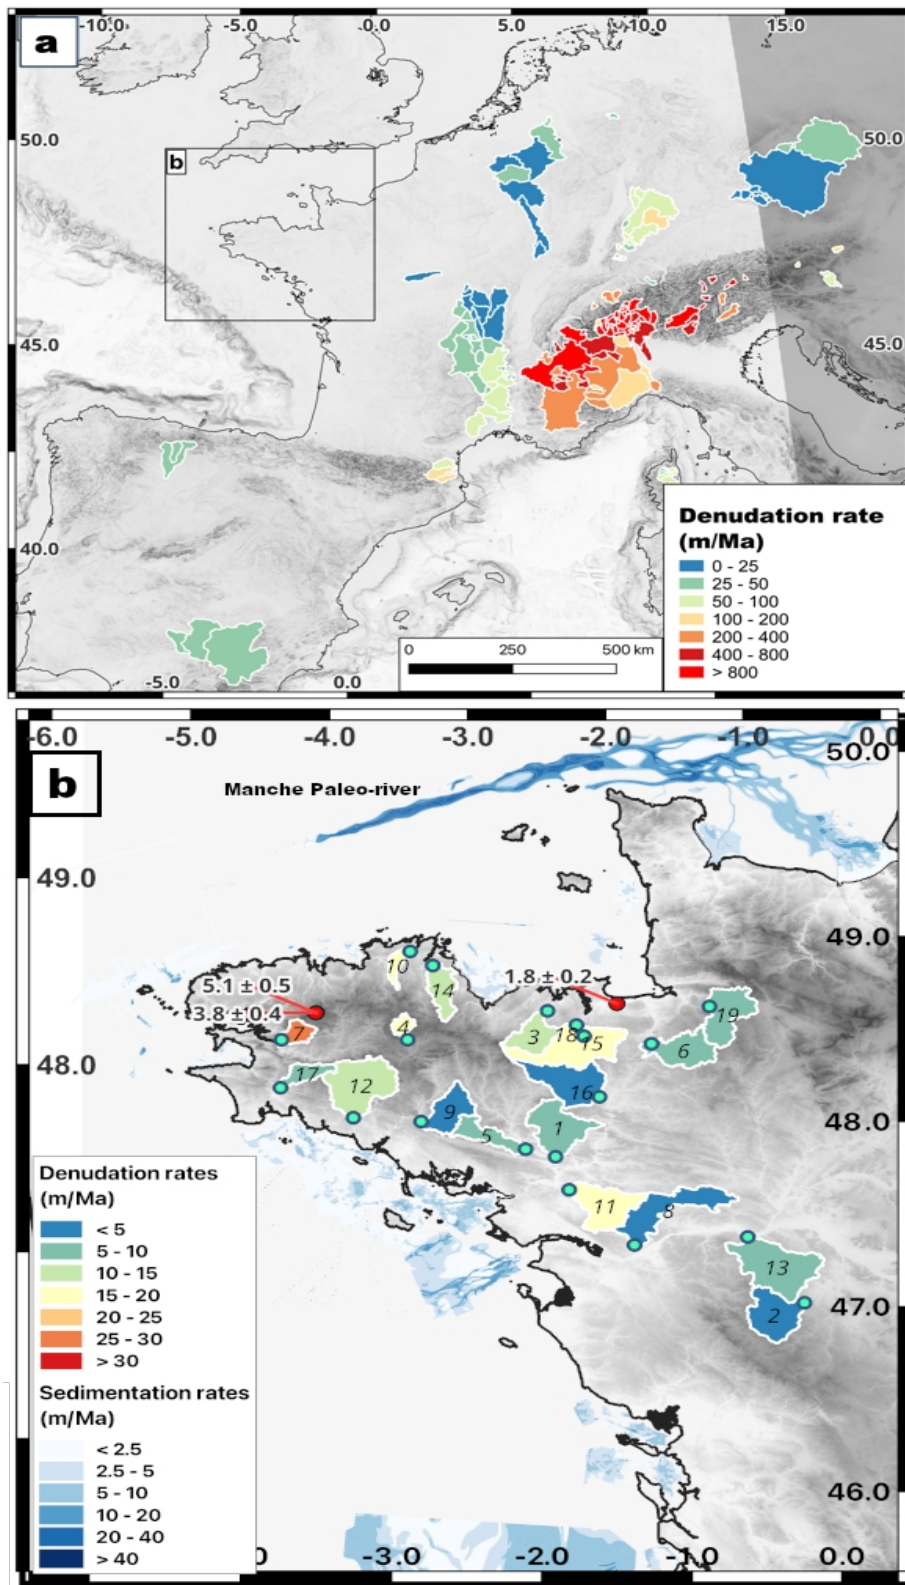 -10.0 -5.0 -0.0 5.0 10.0 15.0
a
50.0 50.0
b
45.0 45.0
40.0
Denudation rate
(m/Ma)
0 - 25
25 - 50
50 - 100
100 - 200
200 - 400
400 - 800
> 800
0 250 500 km
-5.0 0.0
-6.0 -5.0 -4.0 -3.0 -2.0 -1.0 0.0
50.0
b
Manche Paleo-river
49.0
49.0
10
5.1 ± 0.5
1.8 ± 0.2
14
3.8 ± 0.4
19
7
4
3
18
15
6
48.0
17
12
16
9
48.0
1
5
11
8
13
2
47.0
Denudation rates
(m/Ma)
< 5
5 - 10
10 - 15
15 - 20
20 - 25
25 - 30
> 30
Sedimentation rates
(m/Ma)
< 2.5
2.5 - 5
5 - 10
10 - 20
20 - 40
> 40
46.0
-3.0 -2.0 -1.0 0.0